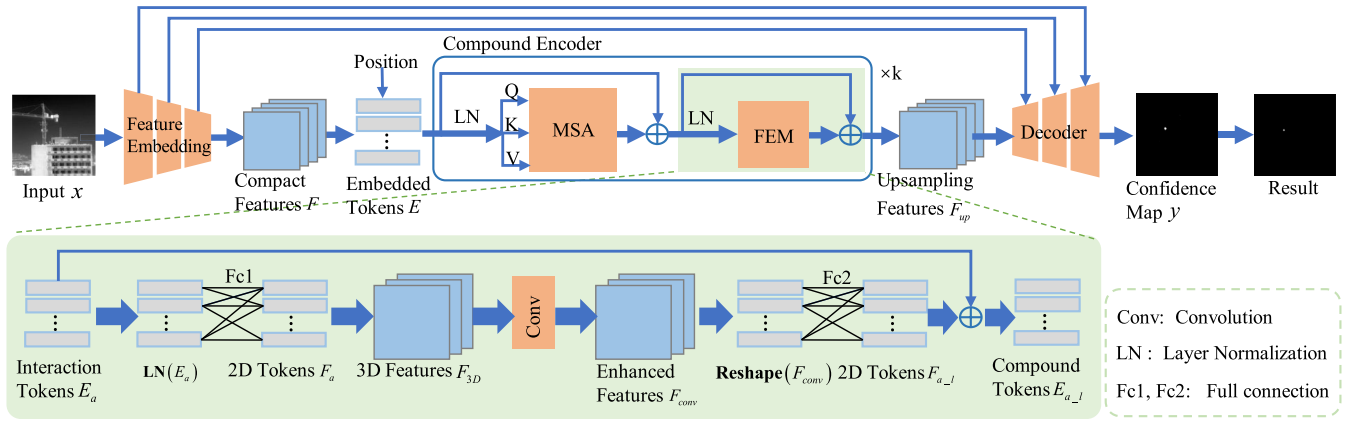 Compound Encoder
Position
×k
Q
LN
K
V
MSA
LN
FEM
Feature
Embedding
Decoder
Input x
Compact
Features F
Embedded
Tokens E
Upsampling
Features F_up
Confidence
Map y
Result
Fc1
Conv
Fc2
Interaction
Tokens E_a
LN(E_a)
2D Tokens F_a
3D Features F_3D
Enhanced
Features F_conv
Reshape(F_conv) 2D Tokens F_a_l
Compound
Tokens E_a_l
Conv: Convolution
LN : Layer Normalization
Fc1, Fc2: Full connection